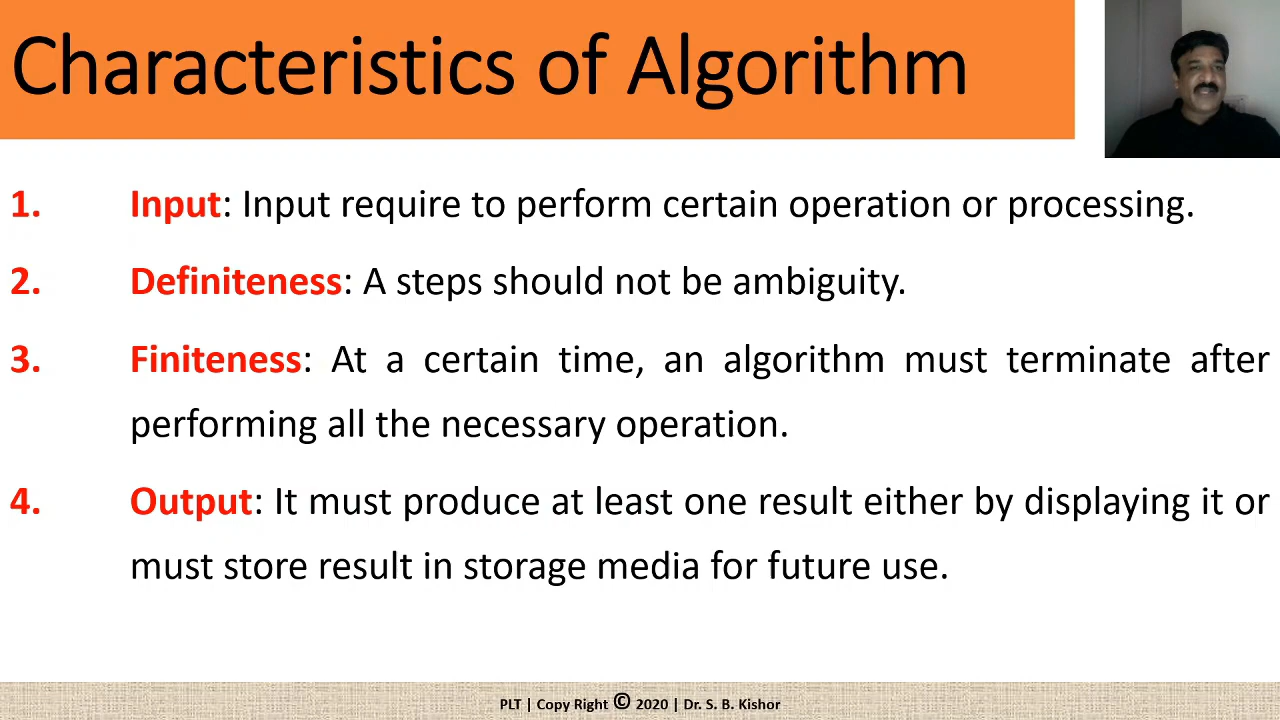 Characteristics of Algorithm
1. Input: Input require to perform certain operation or processing.
2. Definiteness: A steps should not be ambiguity.
3. Finiteness: At a certain time, an algorithm must terminate after
performing all the necessary operation.
4. Output: It must produce at least one result either by displaying it or
must store result in storage media for future use.
PLT | Copy Right © 2020 | Dr. S. B. Kishor